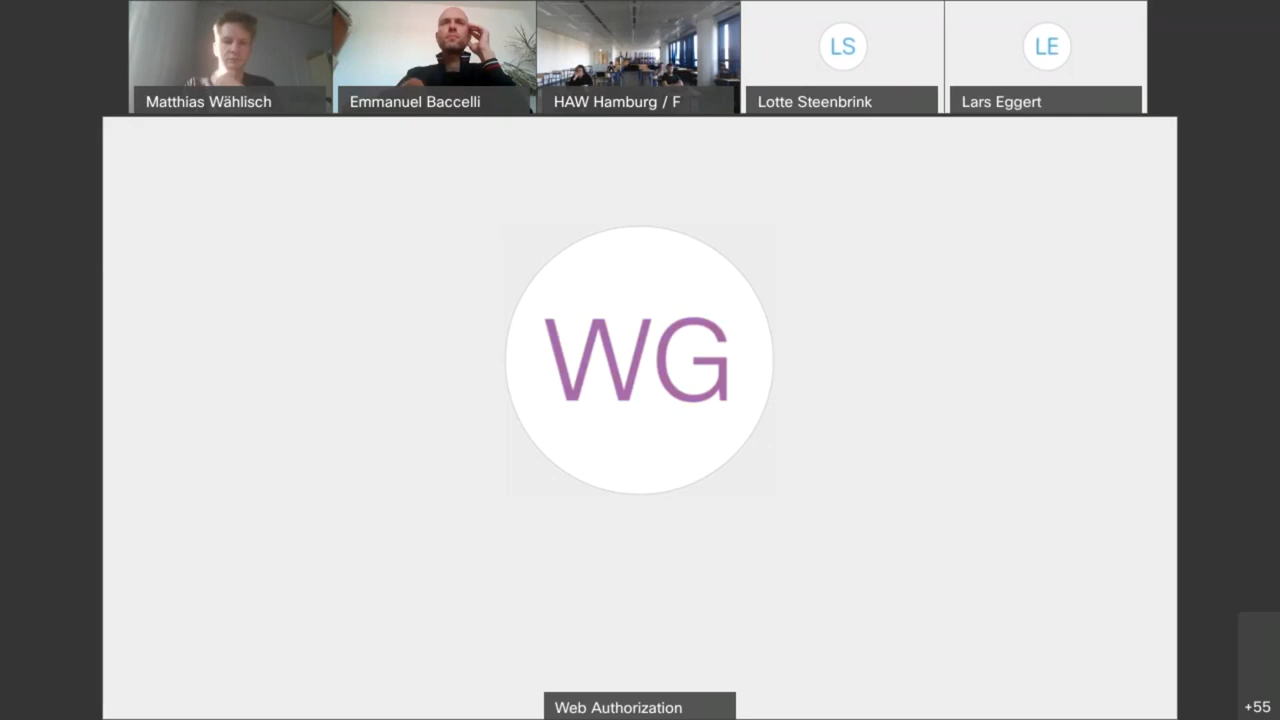 LS
LE
Matthias Wählisch
Emmanuel Baccelli
HAW Hamburg / F
Lotte Steenbrink
Lars Eggert
WG
Web Authorization
+55